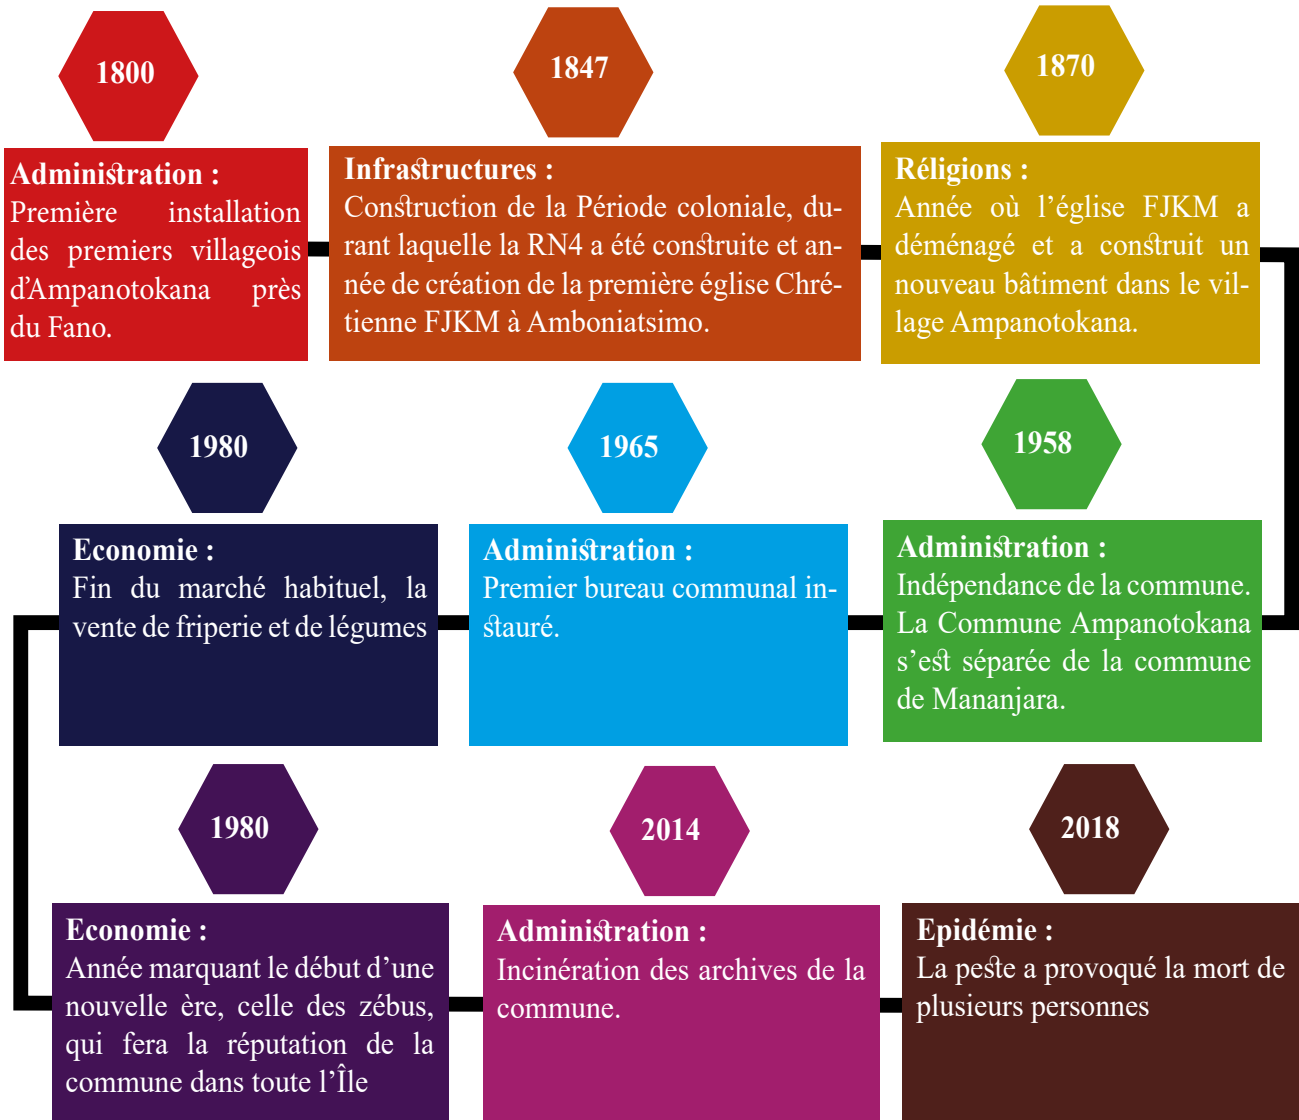 1800
Administration :
Première installation
des premiers villageois
d'Ampanotokana près
du Fano.
1847
Infrastructures :
Construction de la Période coloniale, du-
rant laquelle la RN4 a été construite et an-
née de création de la première église Chré-
tienne FJKM à Amboniatsimo.
1870
Réligions :
Année où l'église FJKM a
déménagé et a construit un
nouveau bâtiment dans le vil-
lage Ampanotokana.
1958
Administration :
Indépendance de la commune.
La Commune Ampanotokana
s'est séparée de la commune
de Mananjara.
1965
Administration :
Premier bureau communal in-
stauré.
1980
Economie :
Fin du marché habituel, la
vente de friperie et de légumes
1980
Economie :
Année marquant le début d'une
nouvelle ère, celle des zébus,
qui fera la réputation de la
commune dans toute l'Île
2014
Administration :
Incinération des archives de la
commune.
2018
Epidémie :
La peste a provoqué la mort de
plusieurs personnes